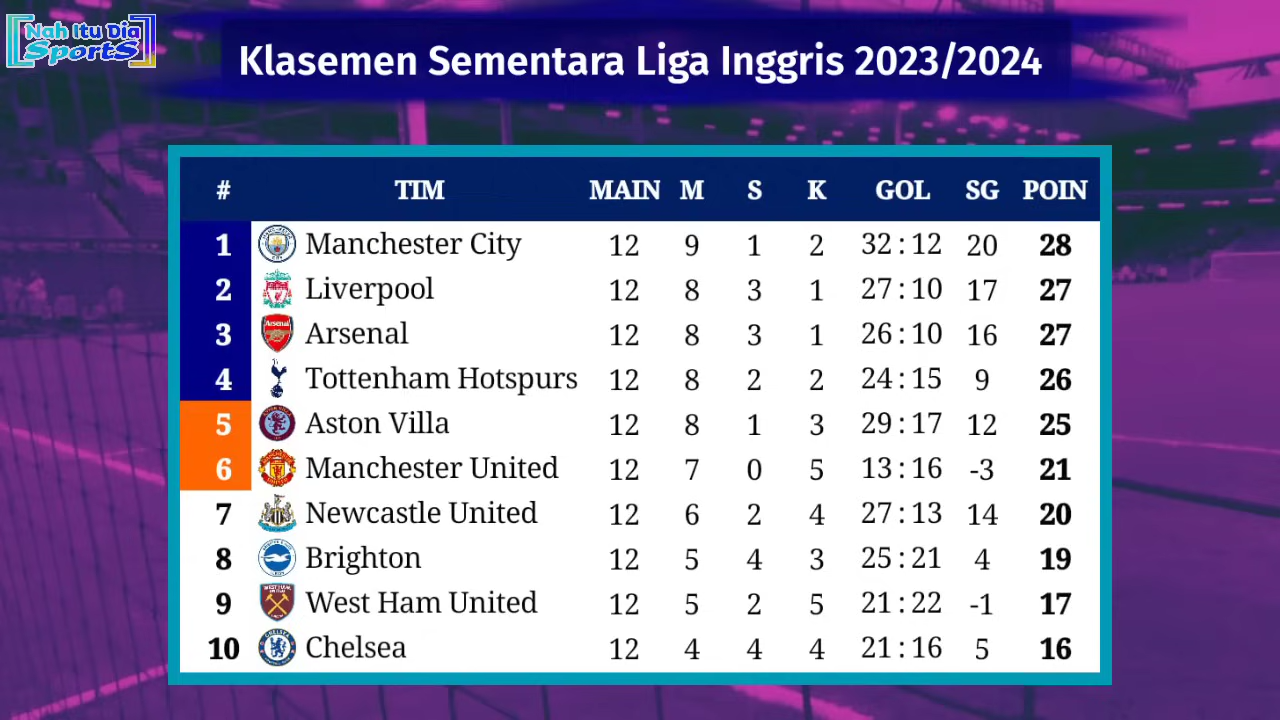 Nah Itu Dia
Sports
Klasemen Sementara Liga Inggris 2023/2024
# TIM MAIN M S K GOL SG POIN
1 Manchester City 12 9 1 2 32:12 20 28
2 Liverpool 12 8 3 1 27:10 17 27
3 Arsenal 12 8 3 1 26:10 16 27
4 Tottenham Hotspurs 12 8 2 2 24:15 9 26
5 Aston Villa 12 8 1 3 29:17 12 25
6 Manchester United 12 7 0 5 13:16 -3 21
7 Newcastle United 12 6 2 4 27:13 14 20
8 Brighton 12 5 4 3 25:21 4 19
9 West Ham United 12 5 2 5 21:22 -1 17
10 Chelsea 12 4 4 4 21:16 5 16